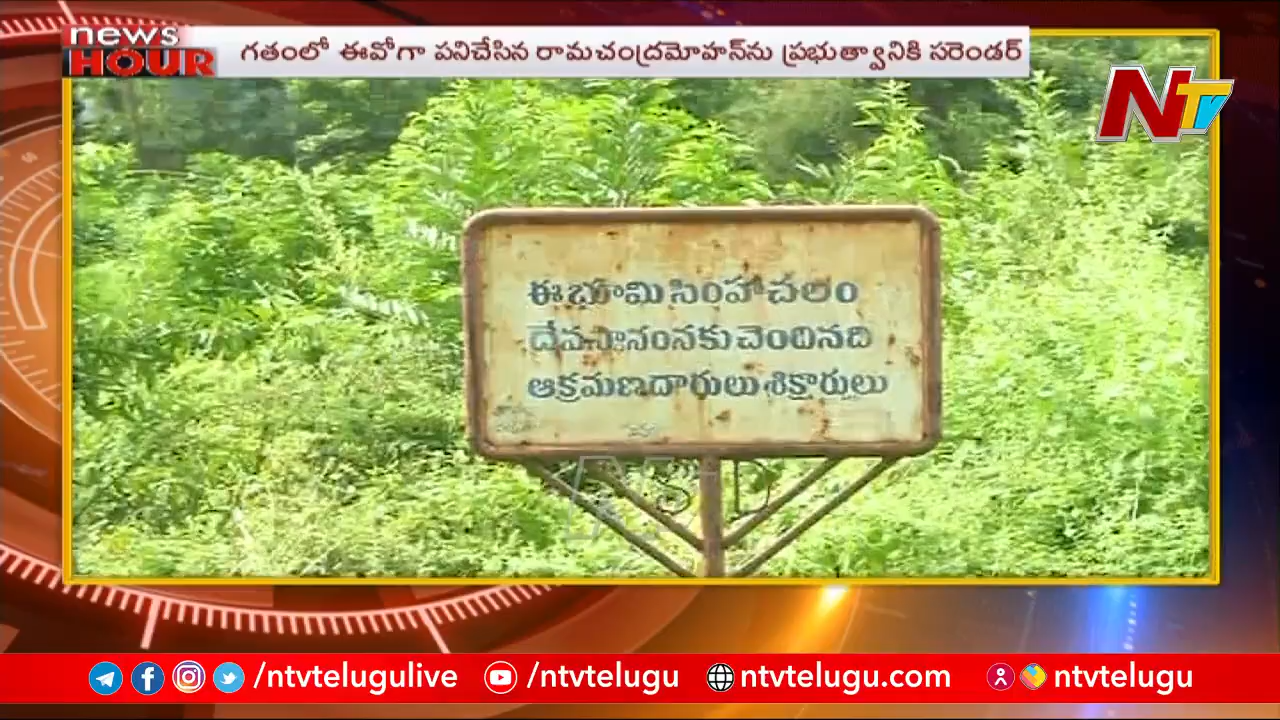 news
HOUR
గతంలో ఈవోగా పనిచేసిన రామచంద్రమోహన్‌ను ప్రభుత్వానికి సరెండర్
NTV
ఈ భూమి సింహాచలం
దేవస్థానంనకు చెందినది
ఆక్రమణదారులు శిక్షార్హులు
/ntvtelugulive
/ntvtelugu
ntvtelugu.com
ntvtelugu